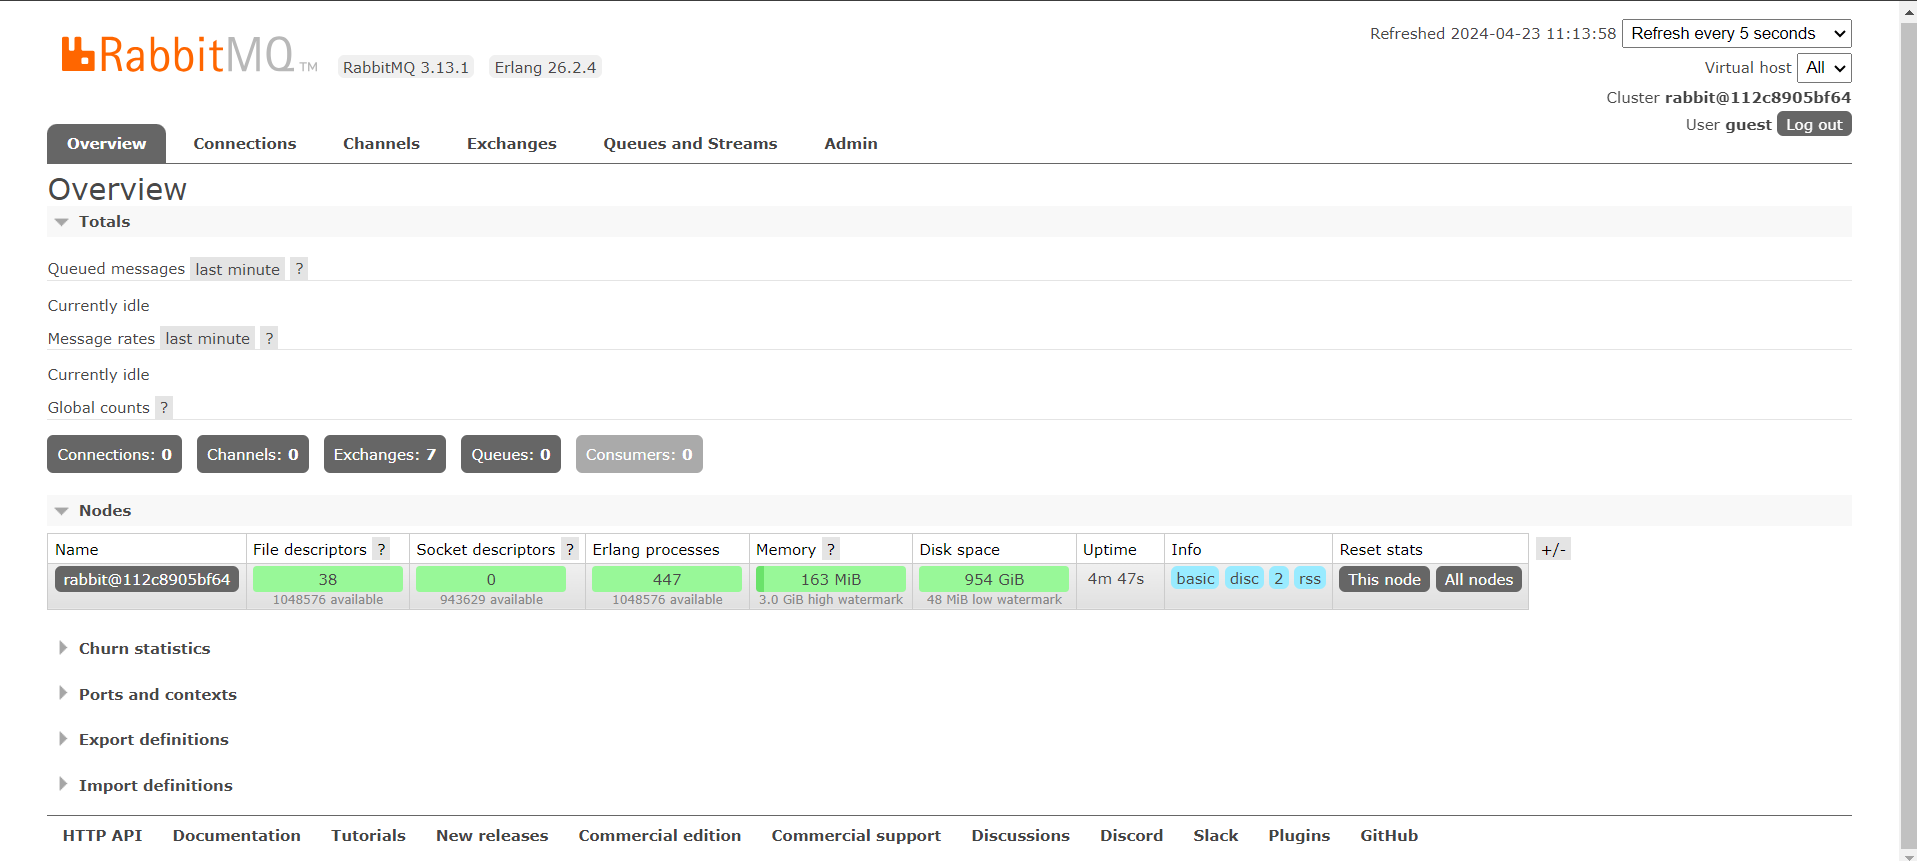 RabbitMQ TM RabbitMQ 3.13.1 Erlang 26.2.4
Refreshed 2024-04-23 11:13:58 Refresh every 5 seconds
Virtual host All
Cluster rabbit@112c8905bf64
User guest Log out
Overview Connections Channels Exchanges Queues and Streams Admin
Overview
Totals
Queued messages last minute ?
Currently idle
Message rates last minute ?
Currently idle
Global counts ?
Connections: 0 Channels: 0 Exchanges: 7 Queues: 0 Consumers: 0
Nodes
Name File descriptors ? Socket descriptors ? Erlang processes Memory ? Disk space Uptime Info Reset stats +/-
rabbit@112c8905bf64 38 0 447 163 MiB 954 GiB 4m 47s basic disc 2 rss This node All nodes
1048576 available 943629 available 1048576 available 3.0 GiB high watermark 48 MiB low watermark
Churn statistics
Ports and contexts
Export definitions
Import definitions
HTTP API Documentation Tutorials New releases Commercial edition Commercial support Discussions Discord Slack Plugins GitHub